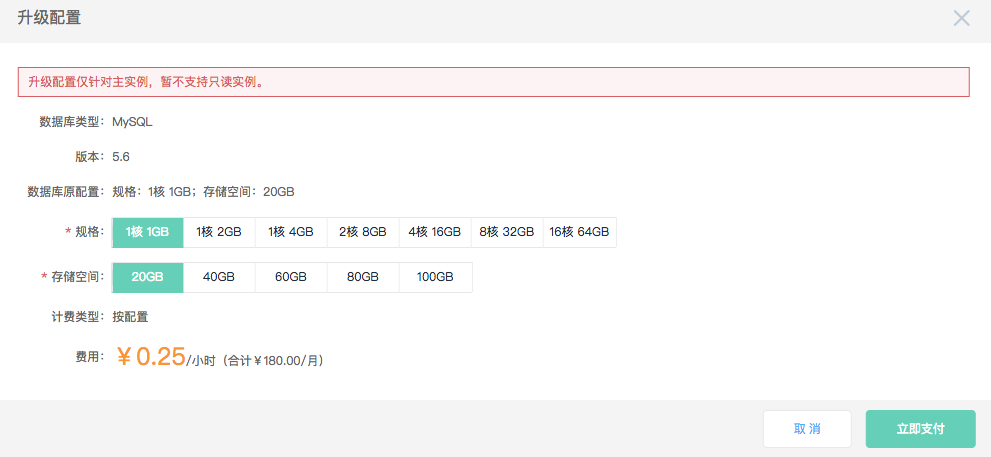 升级配置
升级配置仅针对主实例，暂不支持只读实例。
数据库类型：MySQL
版本：5.6
数据库原配置：规格：1核 1GB；存储空间：20GB
* 规格：1核 1GB 1核 2GB 1核 4GB 2核 8GB 4核 16GB 8核 32GB 16核 64GB
* 存储空间：20GB 40GB 60GB 80GB 100GB
计费类型：按配置
费用：￥0.25/小时（合计￥180.00/月）
取 消 立即支付